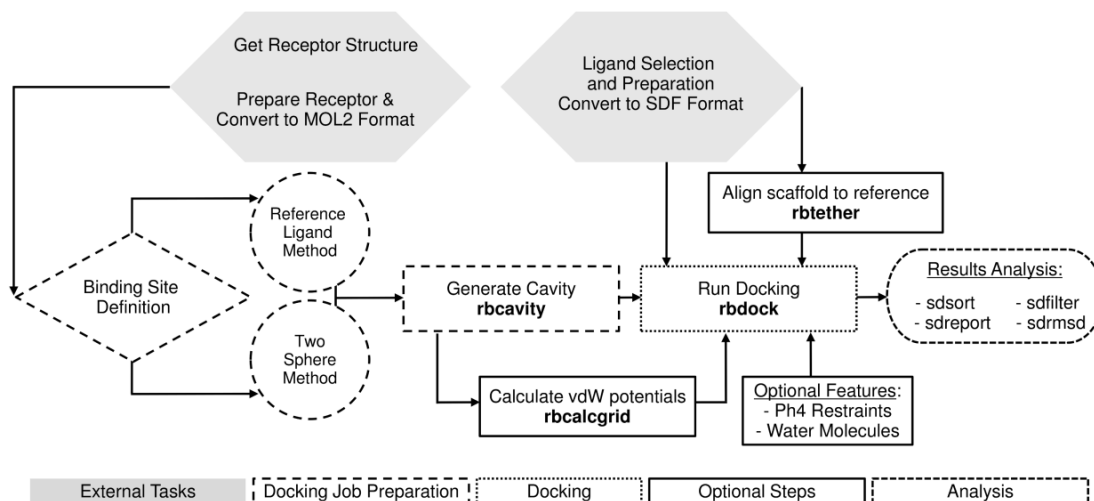 Get Receptor Structure
Prepare Receptor &
Convert to MOL2 Format
Ligand Selection
and Preparation
Convert to SDF Format
Align scaffold to reference
rbtether
Reference
Ligand
Method
Binding Site
Definition
Two
Sphere
Method
Generate Cavity
rbcavity
Run Docking
rbdock
Results Analysis:
- sdsort - sdfilter
- sdreport - sdrmsd
Calculate vdW potentials
rbcalcgrid
Optional Features:
- Ph4 Restraints
- Water Molecules
External Tasks
Docking Job Preparation
Docking
Optional Steps
Analysis